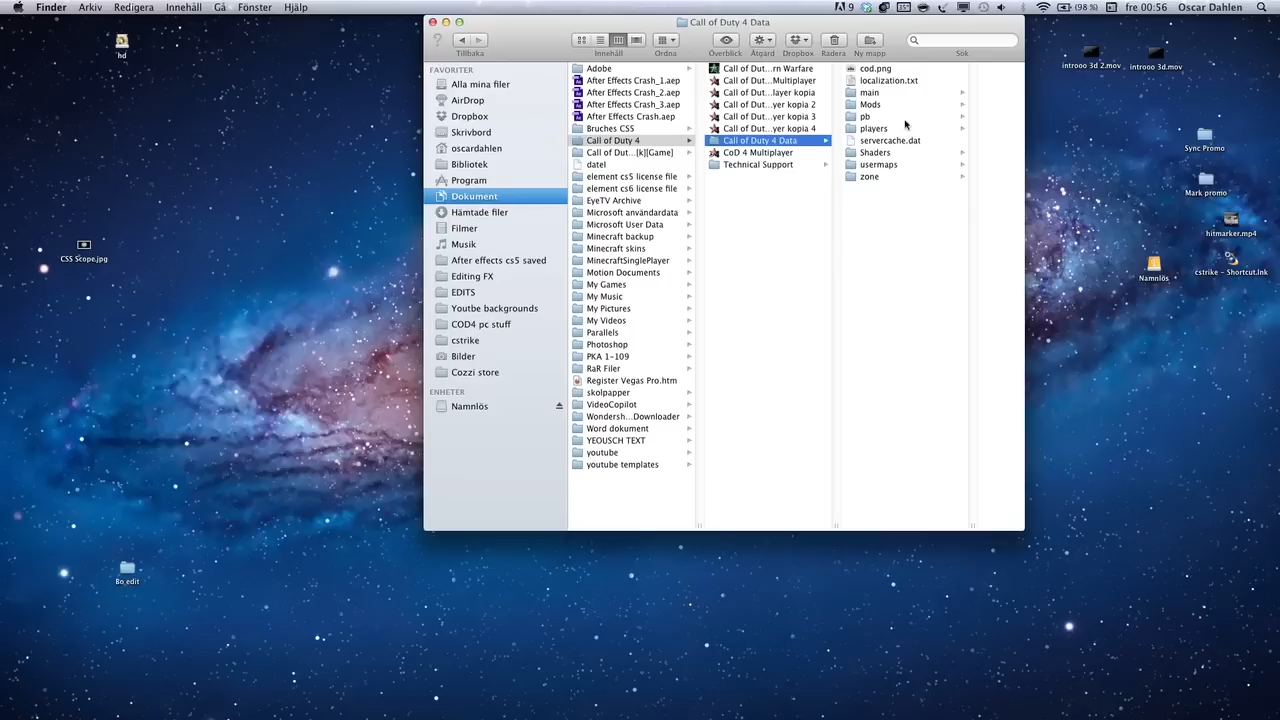 Finder Arkiv Redigera Innehåll Gå Fönster Hjälp 9 (98 %) fre 00:56 Oscar Dahlen
Call of Duty 4 Data
Tillbaka Innehåll Ordna Överblick Åtgärd Dropbox Radera Ny mapp Sök
FAVORITER
Alla mina filer
AirDrop
Dropbox
Skrivbord
oscardahlen
Bibliotek
Program
Dokument
Hämtade filer
Filmer
Musik
After effects cs5 saved
Editing FX
EDITS
Youtbe backgrounds
COD4 pc stuff
cstrike
Bilder
Cozzi store
ENHETER
Namnlös
Adobe
After Effects Crash_1.aep
After Effects Crash_2.aep
After Effects Crash_3.aep
After Effects Crash.aep
Bruches CSS
Call of Duty 4
Call of Dut...[k][Game]
datel
element cs5 license file
element cs6 license file
EyeTV Archive
Microsoft användardata
Microsoft User Data
Minecraft backup
Minecraft skins
MinecraftSinglePlayer
Motion Documents
My Games
My Music
My Pictures
My Videos
Parallels
Photoshop
PKA 1-109
RaR Filer
Register Vegas Pro.htm
skolpapper
VideoCopilot
Wondersh...Downloader
Word dokument
YEOUSCH TEXT
youtube
youtube templates
Call of Dut...rn Warfare
Call of Dut...Multiplayer
Call of Dut...layer kopia
Call of Dut...yer kopia 2
Call of Dut...yer kopia 3
Call of Dut...yer kopia 4
Call of Duty 4 Data
CoD 4 Multiplayer
Technical Support
cod.png
localization.txt
main
Mods
pb
players
servercache.dat
Shaders
usermaps
zone
hd
CSS Scope.jpg
Bo edit
introoo 3d 2.mov
introoo 3d.mov
Sync Promo
Mark promo
hitmarker.mp4
Namnlös
cstrike - Shortcut.lnk